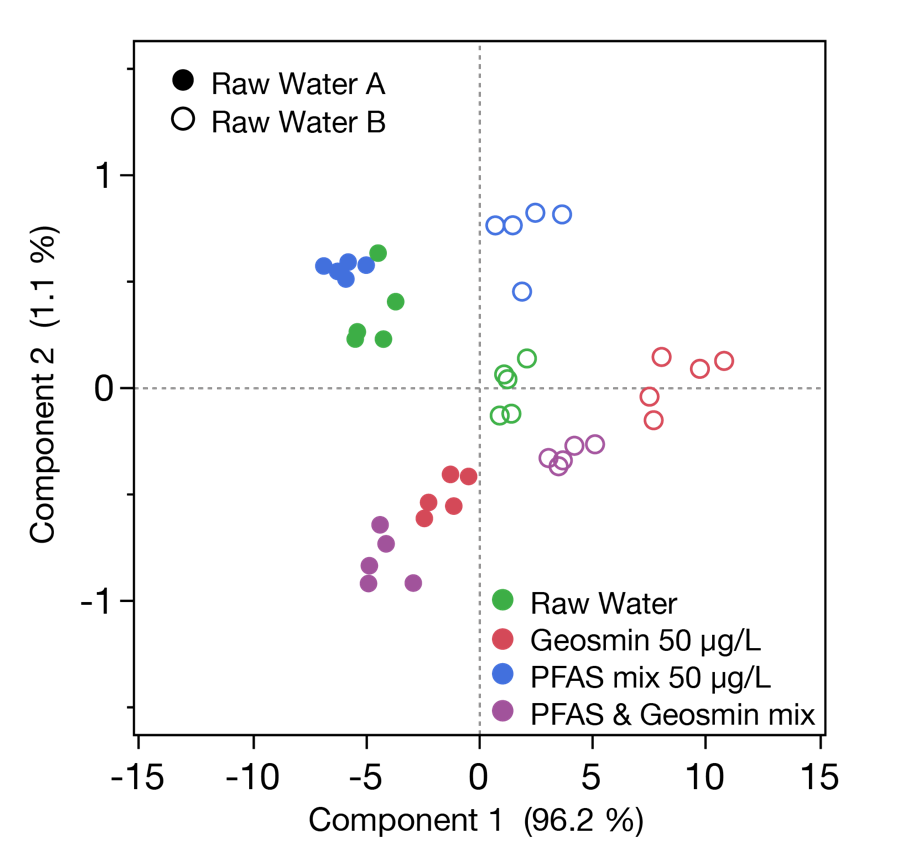 Raw Water A
Raw Water B
1
0
-1
Component 2 (1.1 %)
Raw Water
Geosmin 50 µg/L
PFAS mix 50 µg/L
PFAS & Geosmin mix
-15 -10 -5 0 5 10 15
Component 1 (96.2 %)